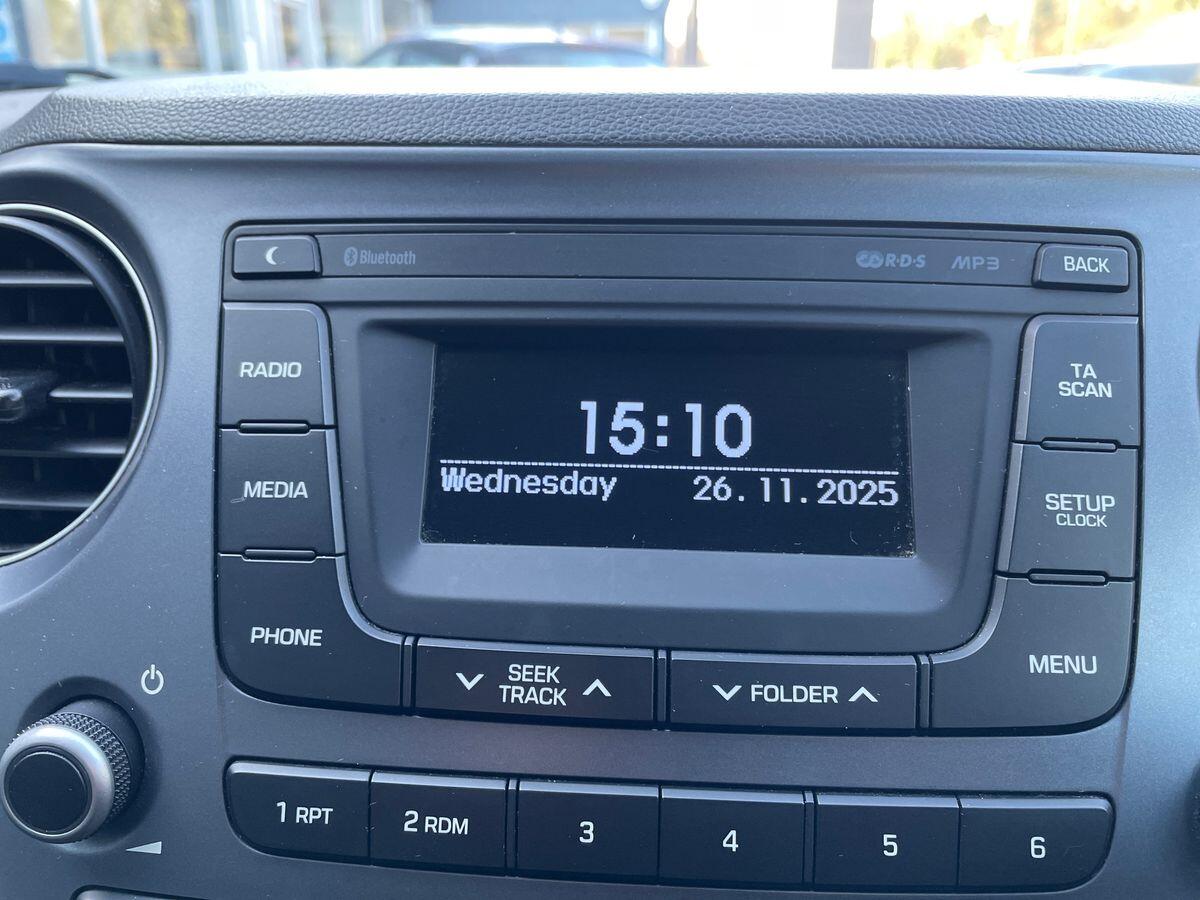 Bluetooth
R·D·S
MP3
BACK
RADIO
TA
SCAN
15:10
Wednesday 26.11.2025
MEDIA
SETUP
CLOCK
PHONE
SEEK
TRACK
FOLDER
MENU
1 RPT
2 RDM
3
4
5
6